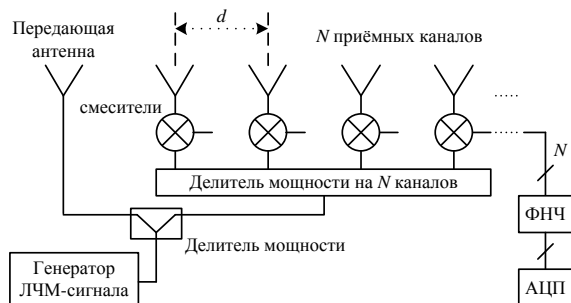 Передающая
антенна
d
N приёмных каналов
смесители
Делитель мощности на N каналов
N
Делитель мощности
ФНЧ
Генератор
ЛЧМ-сигнала
АЦП